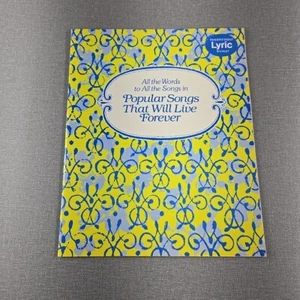 Lyric
All the Words
to All the Songs in
Popular Songs
That Will Live
Forever